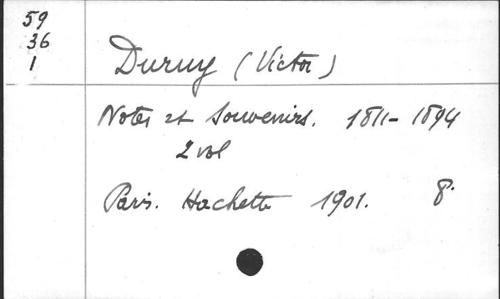 59
36
1
Duruy (Victor)
Notes et Souvenirs. 1811-1894
2 vol
Paris. Hachette 1901. 8°